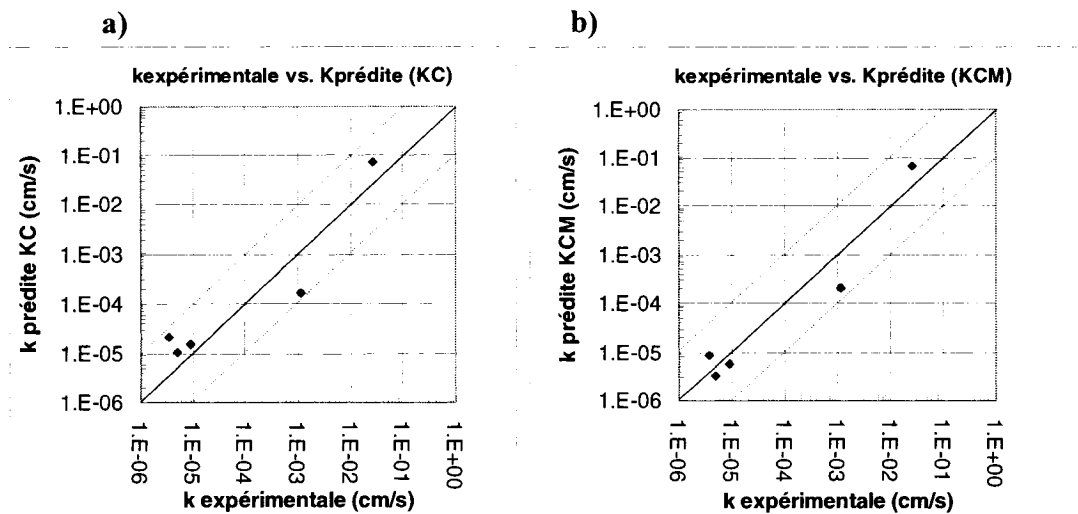 a)
kexpérimentale vs. Kprédite (KC)
k prédite KC (cm/s)
1.E+00
1.E-01
1.E-02
1.E-03
1.E-04
1.E-05
1.E-06
1.E-06
1.E-05
1.E-04
1.E-03
1.E-02
1.E-01
1.E+00
k expérimentale (cm/s)
b)
kexpérimentale vs. Kprédite (KCM)
k prédite KCM (cm/s)
1.E+00
1.E-01
1.E-02
1.E-03
1.E-04
1.E-05
1.E-06
1.E-06
1.E-05
1.E-04
1.E-03
1.E-02
1.E-01
1.E+00
k expérimentale (cm/s)